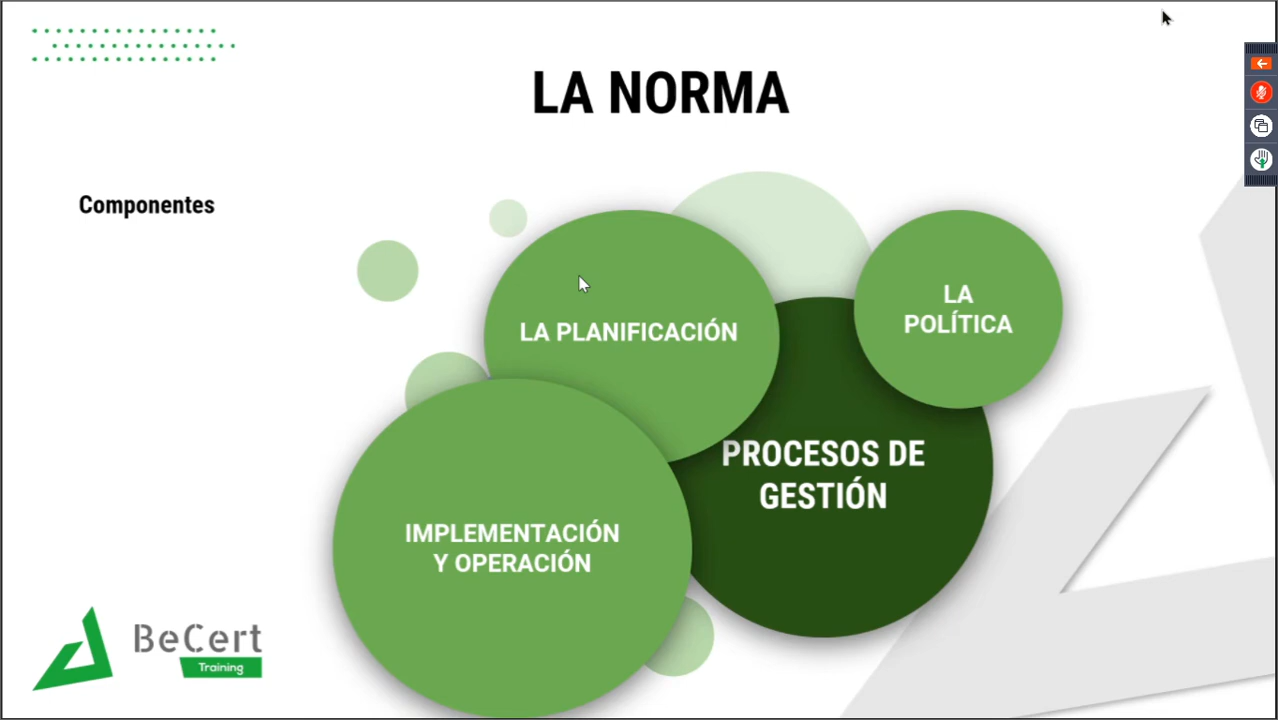 LA NORMA
Componentes
LA PLANIFICACIÓN
LA
POLÍTICA
PROCESOS DE
GESTIÓN
IMPLEMENTACIÓN
Y OPERACIÓN
BeCert
Training